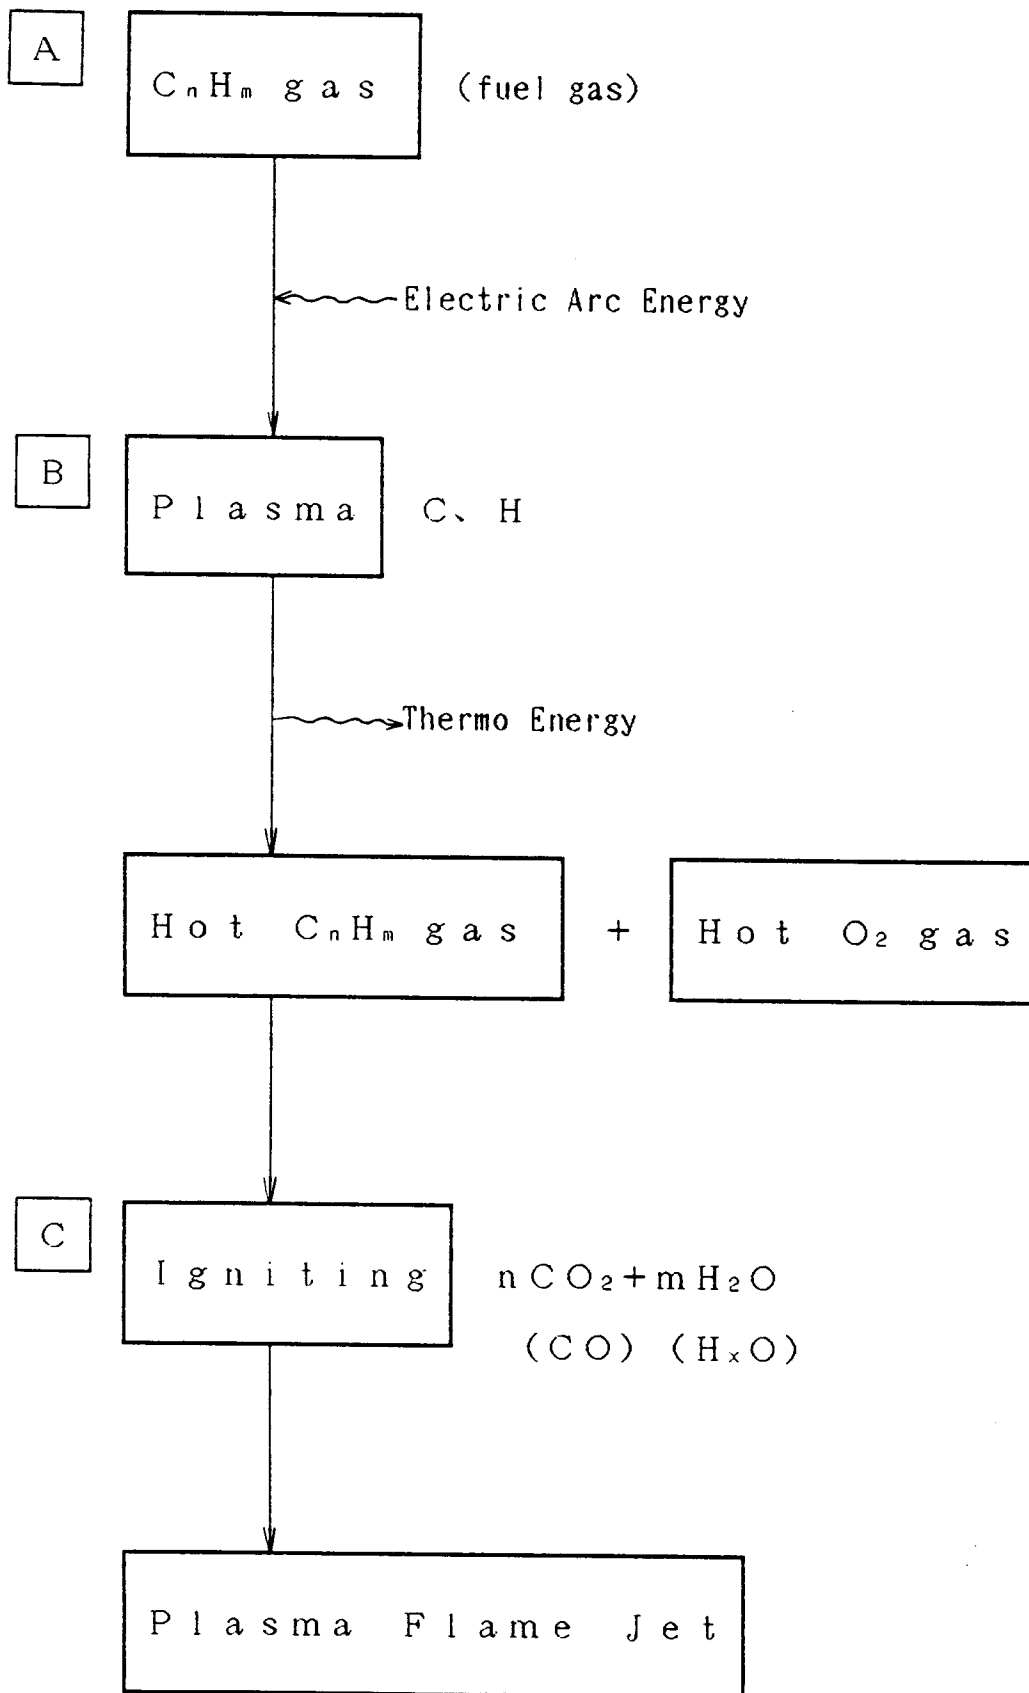 A
CₙHₘ gas (fuel gas)
Electric Arc Energy
B
Plasma C、H
Thermo Energy
Hot CₙHₘ gas + Hot O₂ gas
C
Igniting nCO₂+mH₂O
(CO) (HₓO)
Plasma Flame Jet